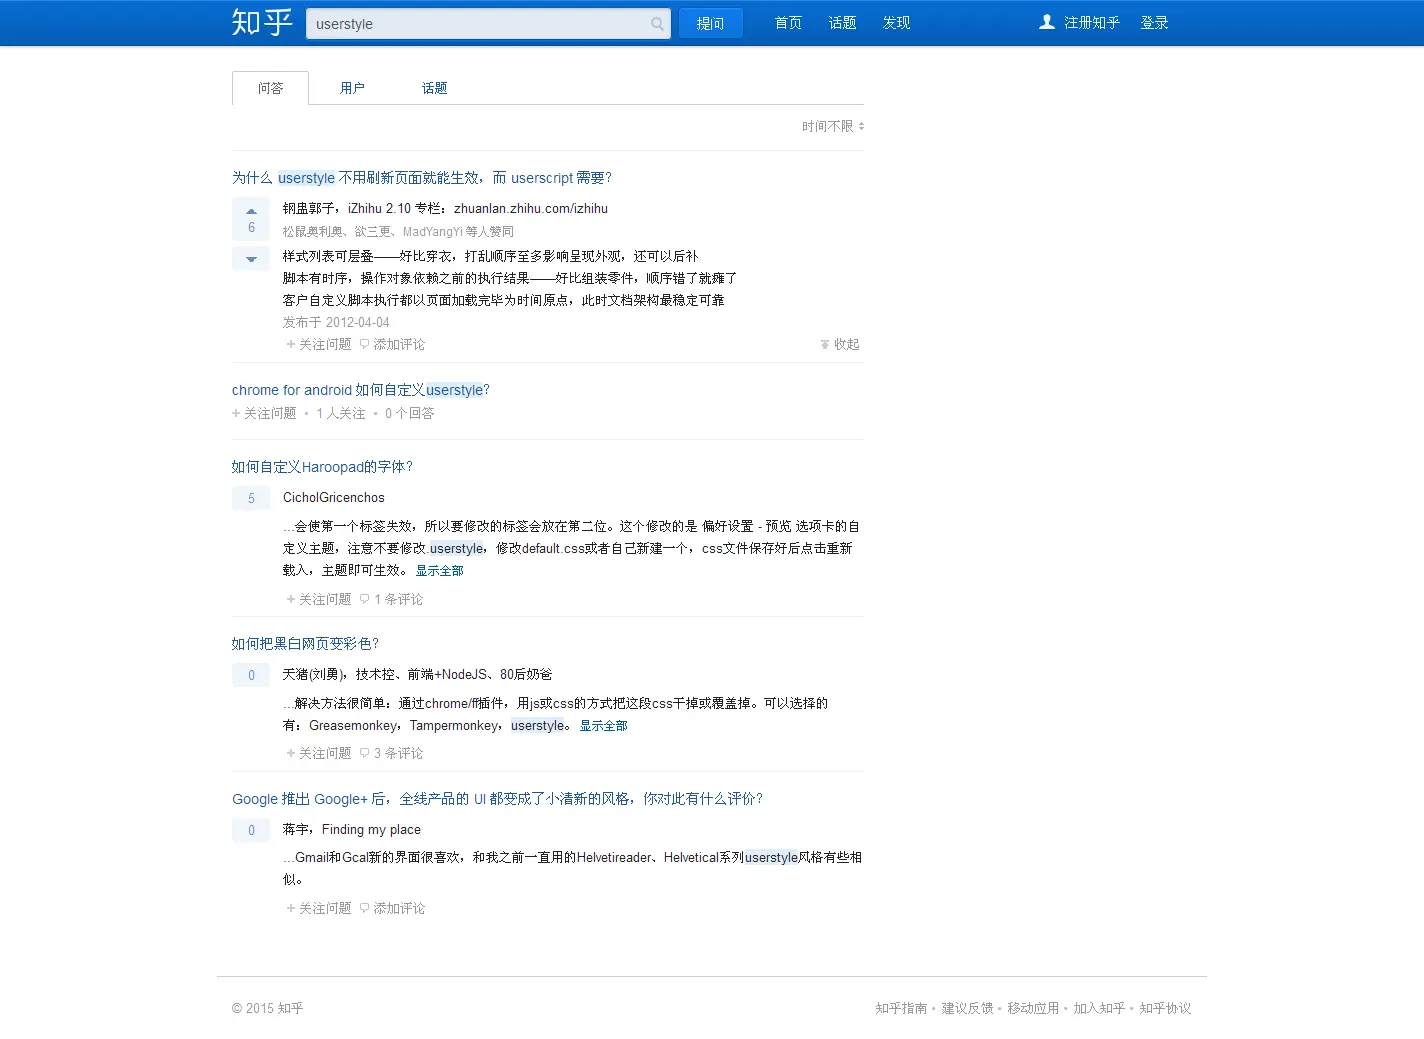 知乎 userstyle 提问 首页 话题 发现 注册知乎 登录
问答 用户 话题
时间不限
为什么 userstyle 不用刷新页面就能生效，而 userscript 需要？
6
钢蛊郭子，iZhihu 2.10 专栏：zhuanlan.zhihu.com/izhihu
松鼠奥利奥、欲三更、MadYangYi 等人赞同
样式列表可层叠——好比穿衣，打乱顺序至多影响呈现外观，还可以后补
脚本有时序，操作对象依赖之前的执行结果——好比组装零件，顺序错了就瘫了
客户自定义脚本执行都以页面加载完毕为时间原点，此时文档架构最稳定可靠
发布于 2012-04-04
关注问题 添加评论 收起
chrome for android 如何自定义userstyle？
关注问题 • 1 人关注 • 0 个回答
如何自定义Haroopad的字体？
5
CicholGricenchos
...会使第一个标签失效，所以要修改的标签会放在第二位。这个修改的是 偏好设置 - 预览 选项卡的自
定义主题，注意不要修改.userstyle，修改default.css或者自己新建一个，css文件保存好后点击重新
载入，主题即可生效。 显示全部
关注问题 1 条评论
如何把黑白网页变彩色？
0
天猪(刘勇)，技术控、前端+NodeJS、80后奶爸
...解决方法很简单：通过chrome/ff插件，用js或css的方式把这段css干掉或覆盖掉。可以选择的
有：Greasemonkey，Tampermonkey，userstyle。 显示全部
关注问题 3 条评论
Google 推出 Google+ 后，全线产品的 UI 都变成了小清新的风格，你对此有什么评价？
0
蒋宇，Finding my place
...Gmail和Gcal新的界面很喜欢，和我之前一直用的Helvetireader、Helvetical系列userstyle风格有些相
似。
关注问题 添加评论
© 2015 知乎
知乎指南 • 建议反馈 • 移动应用 • 加入知乎 • 知乎协议